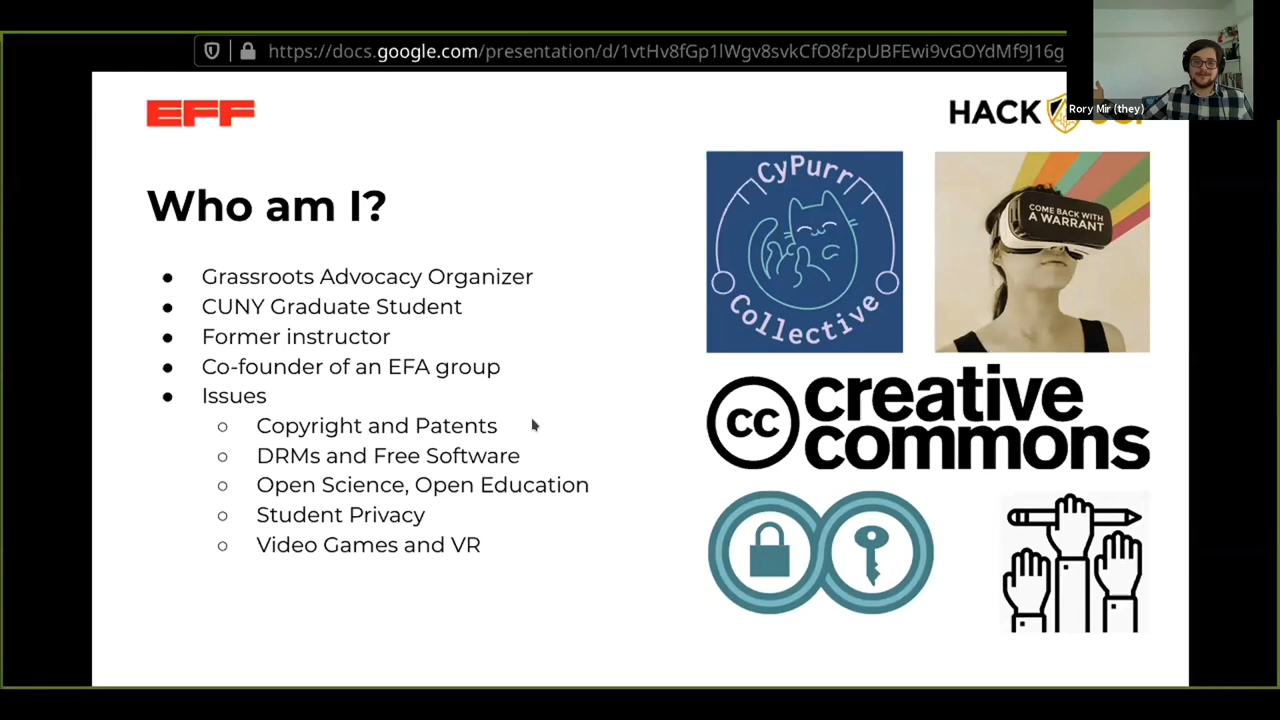 https://docs.google.com/presentation/d/1vtHv8fGp1lWgv8svkCfO8fzpUBFEwi9vGOYdMf9J16g
Rory Mir (they)
EFF
HACK
Who am I?
● Grassroots Advocacy Organizer
● CUNY Graduate Student
● Former instructor
● Co-founder of an EFA group
● Issues
○ Copyright and Patents
○ DRMs and Free Software
○ Open Science, Open Education
○ Student Privacy
○ Video Games and VR
CyPurr
Collective
COME BACK WITH
A WARRANT
cc
creative
commons